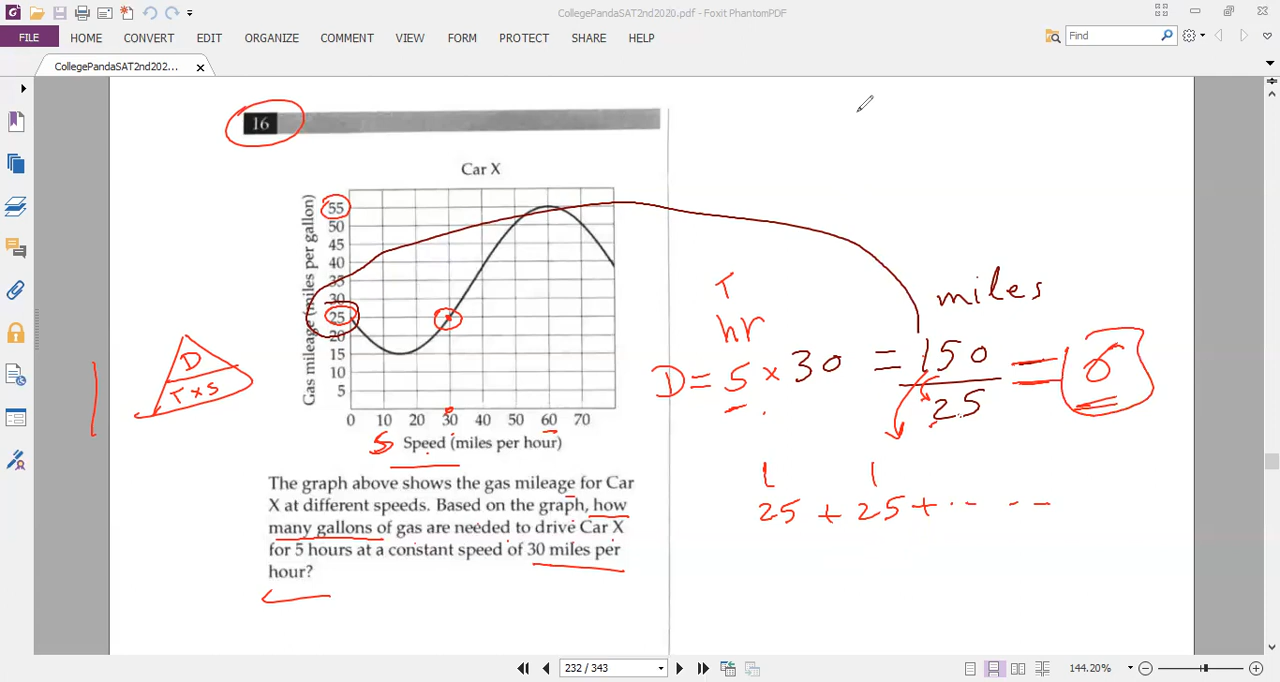 CollegePandaSAT2nd2020.pdf - Foxit PhantomPDF
FILE HOME CONVERT EDIT ORGANIZE COMMENT VIEW FORM PROTECT SHARE HELP
Find
CollegePandaSAT2nd202...
16
Car X
Gas mileage (miles per gallon)
55
50
45
40
35
30
25
20
15
10
5
0 10 20 30 40 50 60 70
S Speed (miles per hour)
The graph above shows the gas mileage for Car
X at different speeds. Based on the graph, how
many gallons of gas are needed to drive Car X
for 5 hours at a constant speed of 30 miles per
hour?
D
T x S
T
hr
miles
D = 5 x 30 = 150 = 6
25
1 1
25 + 25 + ... - -
232 / 343
144.20%